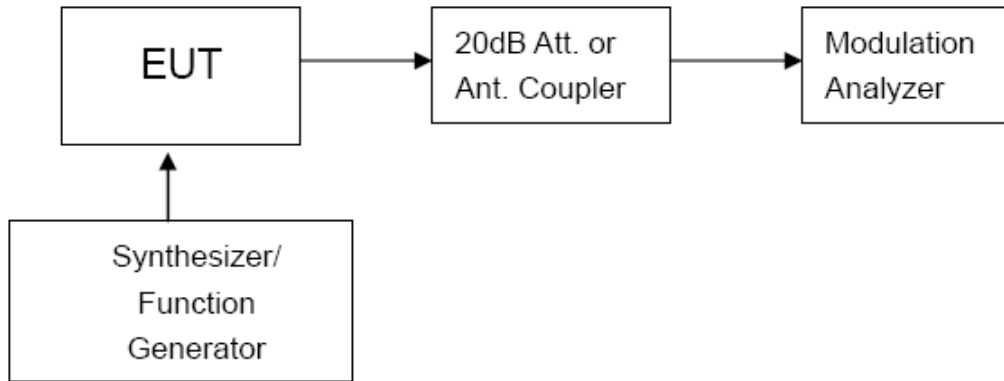 EUT
20dB Att. or
Ant. Coupler
Modulation
Analyzer
Synthesizer/
Function
Generator